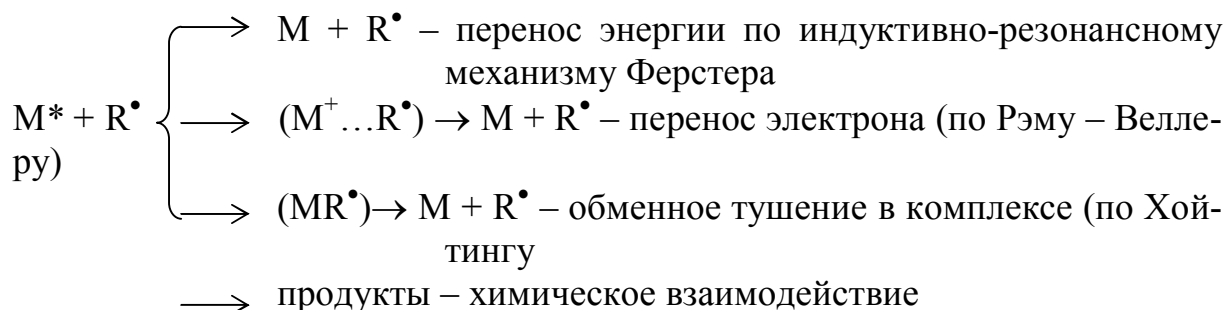 M + R• – перенос энергии по индуктивно-резонансному
механизму Ферстера
M* + R• { → (M⁺…R•) → M + R• – перенос электрона (по Рэму – Велле-
ру)
(MR•)→ M + R• – обменное тушение в комплексе (по Хой-
тингу
продукты – химическое взаимодействие